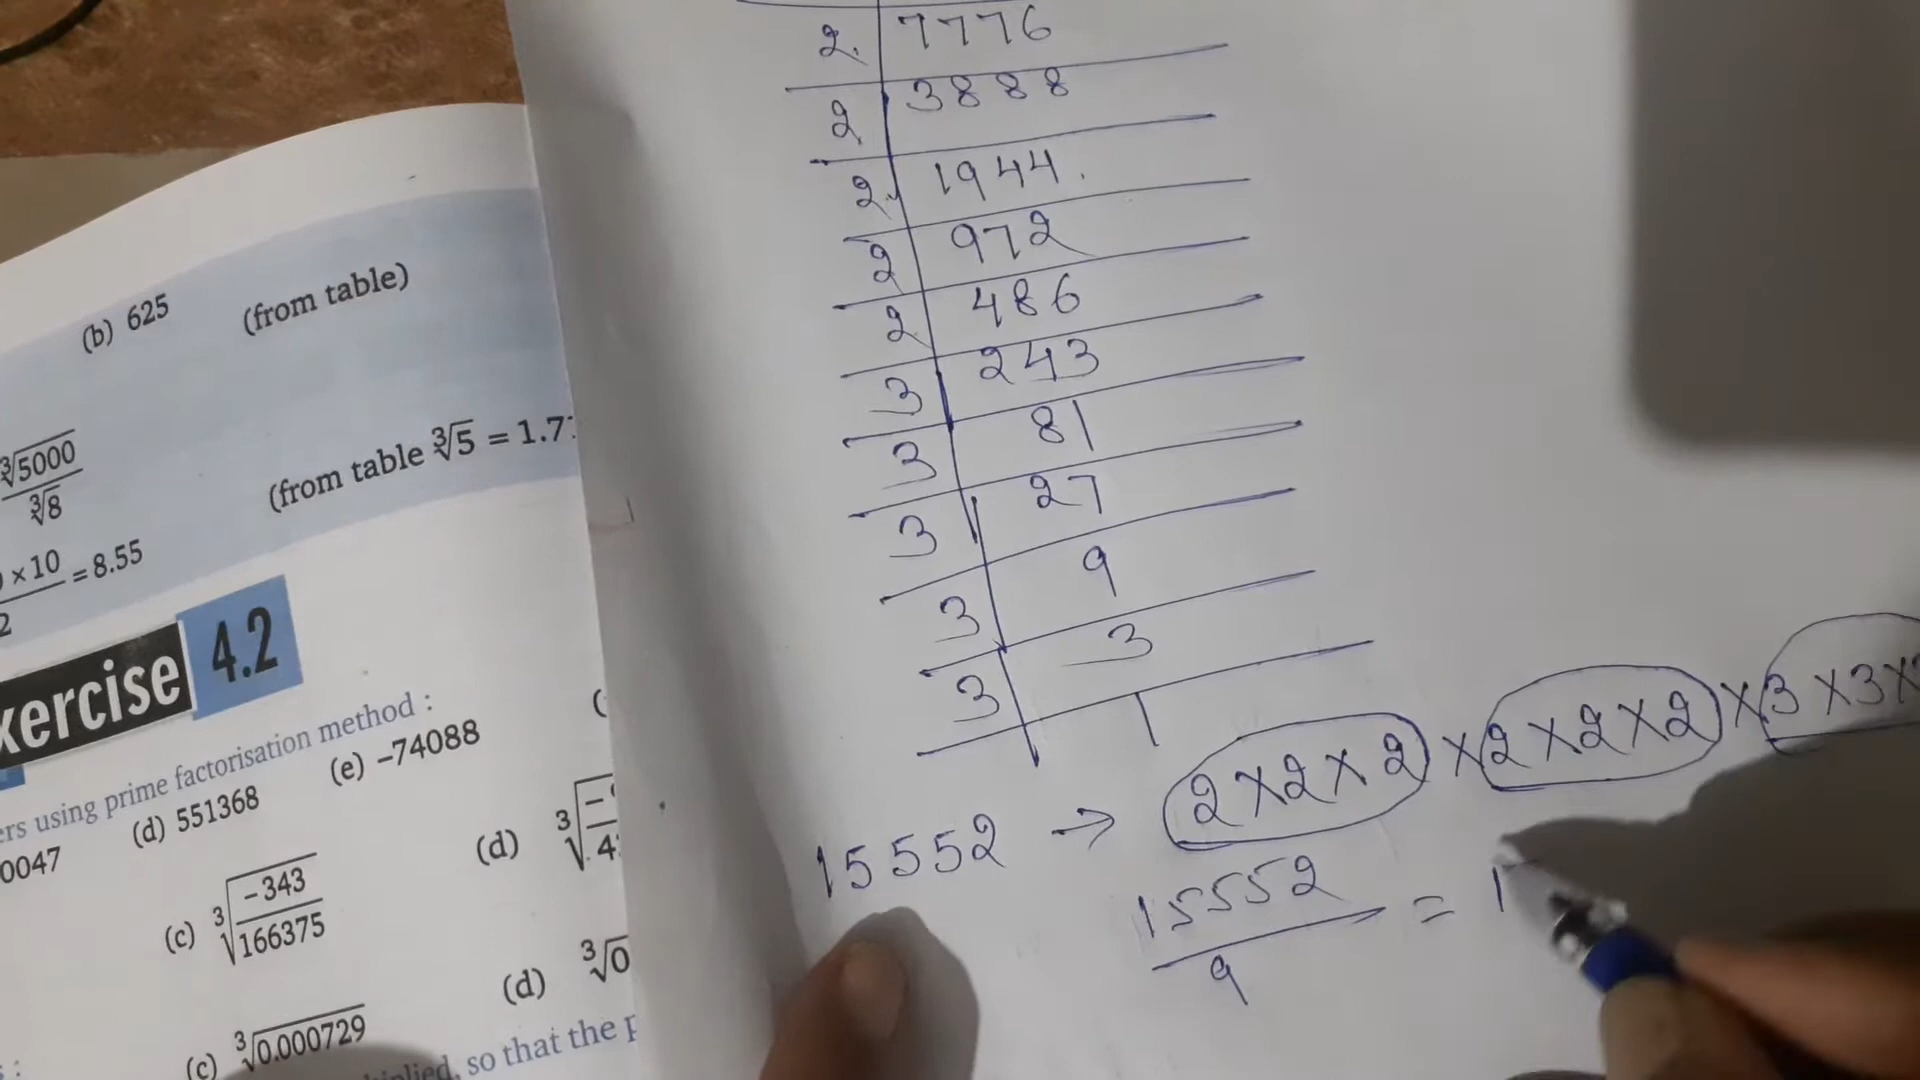 2. 7776
2 3888
2. 1944.
2 972
2 486
3 243
3 81
3 27
3 9
3 3
1
15552 → 2×2×2 × 2×2×2 × 3×3×
15552/9 = 1
(b) 625 (from table)
∛5000/∛8 (from table ∛5 = 1.7
×10/2 = 8.55
xercise 4.2
ers using prime factorisation method :
0047 (d) 551368 (e) –74088 (
(c) ∛(–343/166375) (d)
(c) ∛0.000729 (d) ∛0
, so that the p